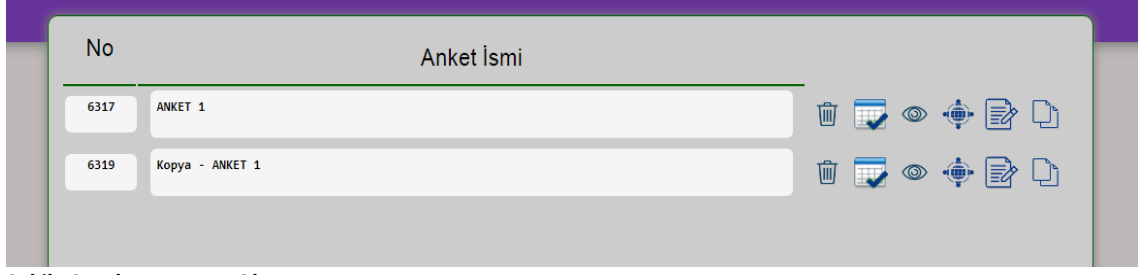 No
Anket İsmi
6317
ANKET 1
6319
Kopya - ANKET 1